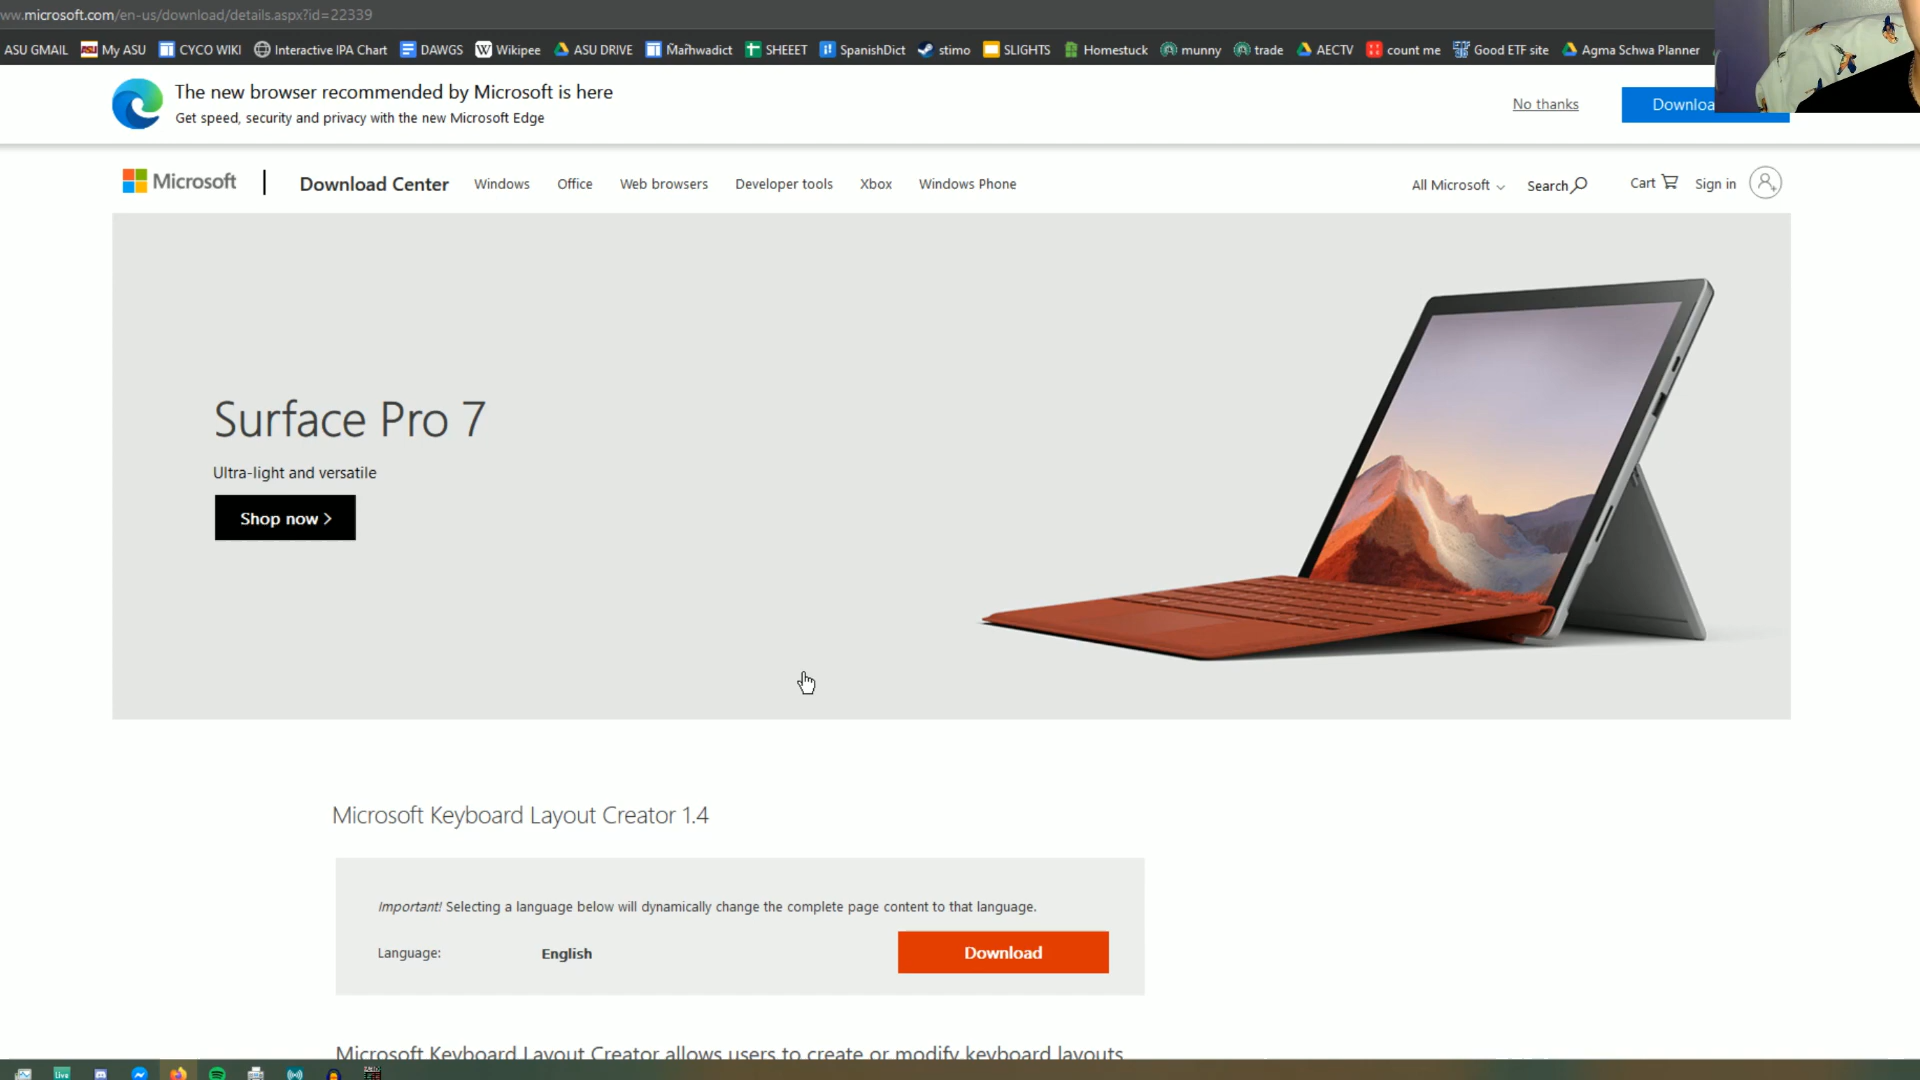 ww.microsoft.com/en-us/download/details.aspx?id=22339
ASU GMAIL My ASU CYCO WIKI Interactive IPA Chart DAWGS Wikipee ASU DRIVE Mařhwadict SHEEET SpanishDict stimo SLIGHTS Homestuck munny trade AECTV count me Good ETF site Agma Schwa Planner
The new browser recommended by Microsoft is here
Get speed, security and privacy with the new Microsoft Edge
No thanks
Downloa
Microsoft Download Center Windows Office Web browsers Developer tools Xbox Windows Phone All Microsoft Search Cart Sign in
Surface Pro 7
Ultra-light and versatile
Shop now >
Microsoft Keyboard Layout Creator 1.4
Important! Selecting a language below will dynamically change the complete page content to that language.
Language: English Download
Microsoft Keyboard Layout Creator allows users to create or modify keyboard layouts
Live